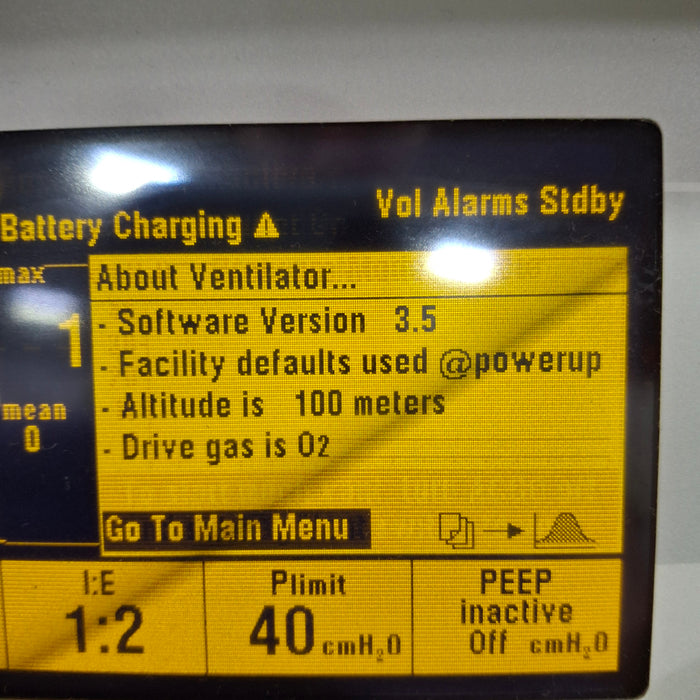 Vol Alarms Stdby
Battery Charging
max
1
mean
0
About Ventilator...
- Software Version 3.5
- Facility defaults used @powerup
- Altitude is 100 meters
- Drive gas is O2
Go To Main Menu
I:E
1:2
Plimit
40 cmH₂O
PEEP
inactive
Off cmH₂O